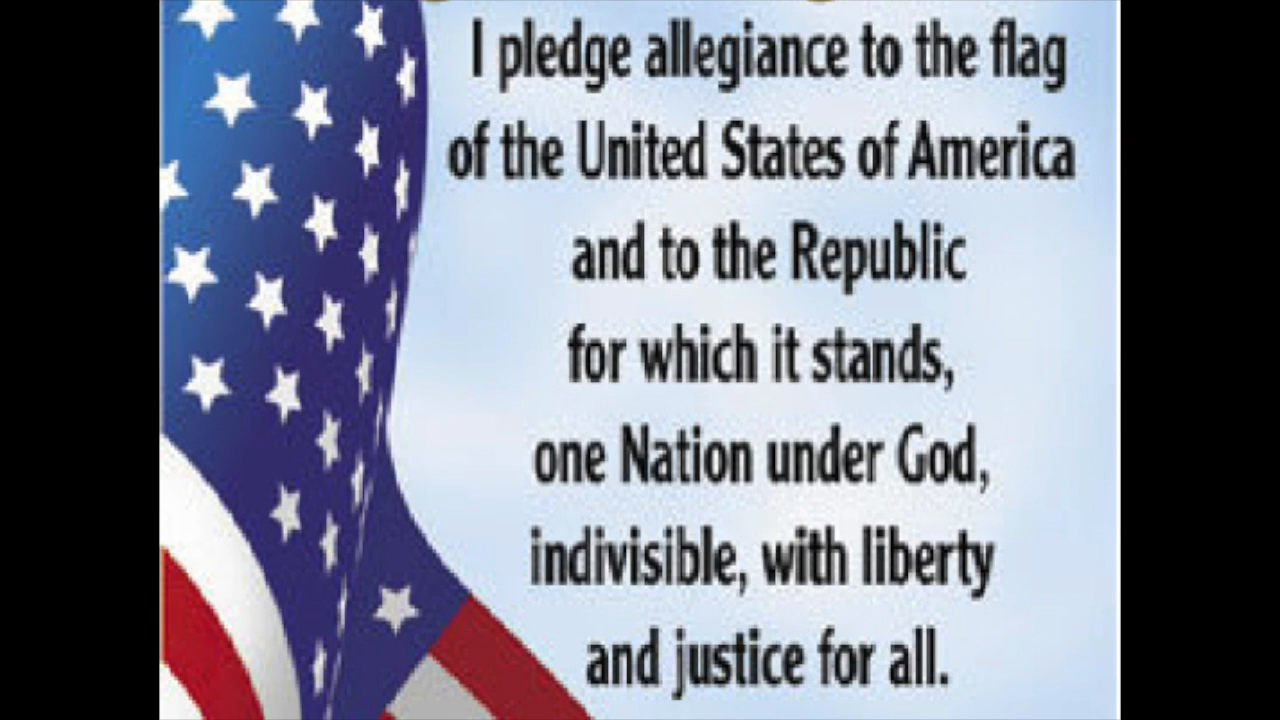 I pledge allegiance to the flag
of the United States of America
and to the Republic
for which it stands,
one Nation under God,
indivisible, with liberty
and justice for all.